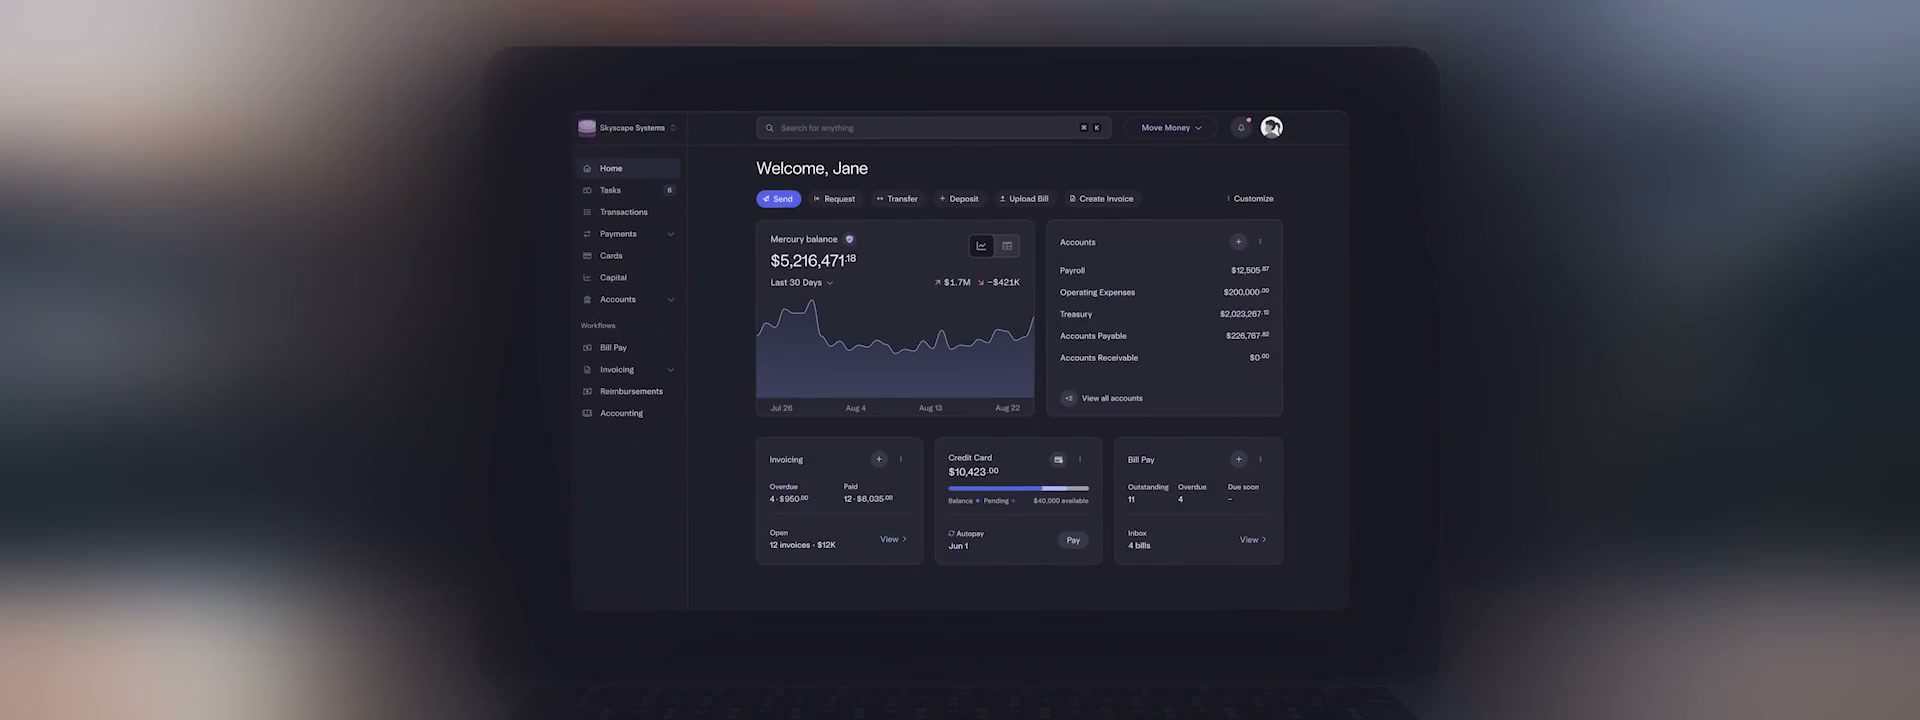 Skyscape Systems
Search for anything
⌘ K
Move Money
Home
Tasks 6
Transactions
Payments
Cards
Capital
Accounts
Workflows
Bill Pay
Invoicing
Reimbursements
Accounting
Welcome, Jane
Send Request Transfer Deposit Upload Bill Create Invoice Customize
Mercury balance
$5,216,471.18
Last 30 Days $1.7M −$421K
Jul 26 Aug 4 Aug 13 Aug 22
Accounts
Payroll $12,505.87
Operating Expenses $200,000.00
Treasury $2,023,267.12
Accounts Payable $226,767.82
Accounts Receivable $0.00
+2 View all accounts
Invoicing
Overdue Paid
4 · $950.00 12 · $6,035.00
Open
12 invoices · $12K
View
Credit Card
$10,423.00
Balance Pending $40,000 available
Autopay
Jun 1
Pay
Bill Pay
Outstanding Overdue Due soon
11 4 -
Inbox
4 bills
View